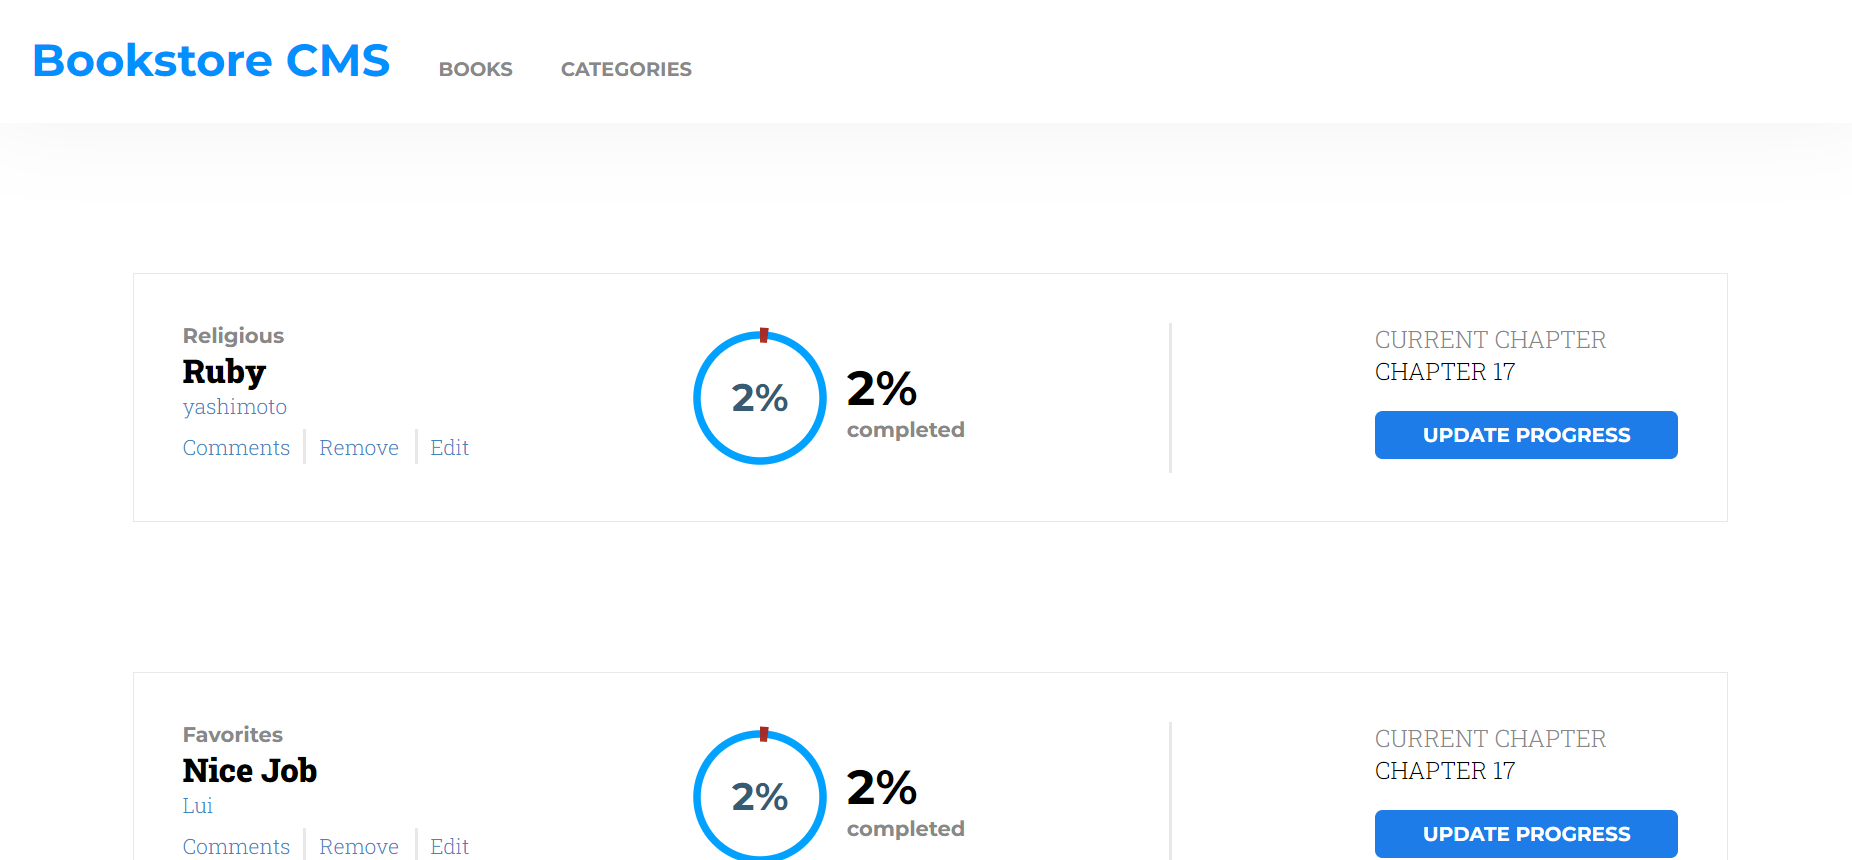 Bookstore CMS BOOKS CATEGORIES
Religious
Ruby
yashimoto
Comments Remove Edit
2%
2%
completed
CURRENT CHAPTER
CHAPTER 17
UPDATE PROGRESS
Favorites
Nice Job
Lui
Comments Remove Edit
2%
2%
completed
CURRENT CHAPTER
CHAPTER 17
UPDATE PROGRESS